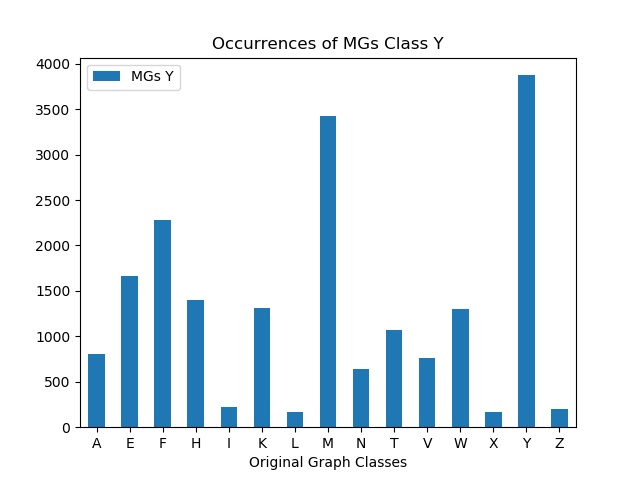 Occurrences of MGs Class Y
MGs Y
4000
3500
3000
2500
2000
1500
1000
500
0
A E F H I K L M N T V W X Y Z
Original Graph Classes